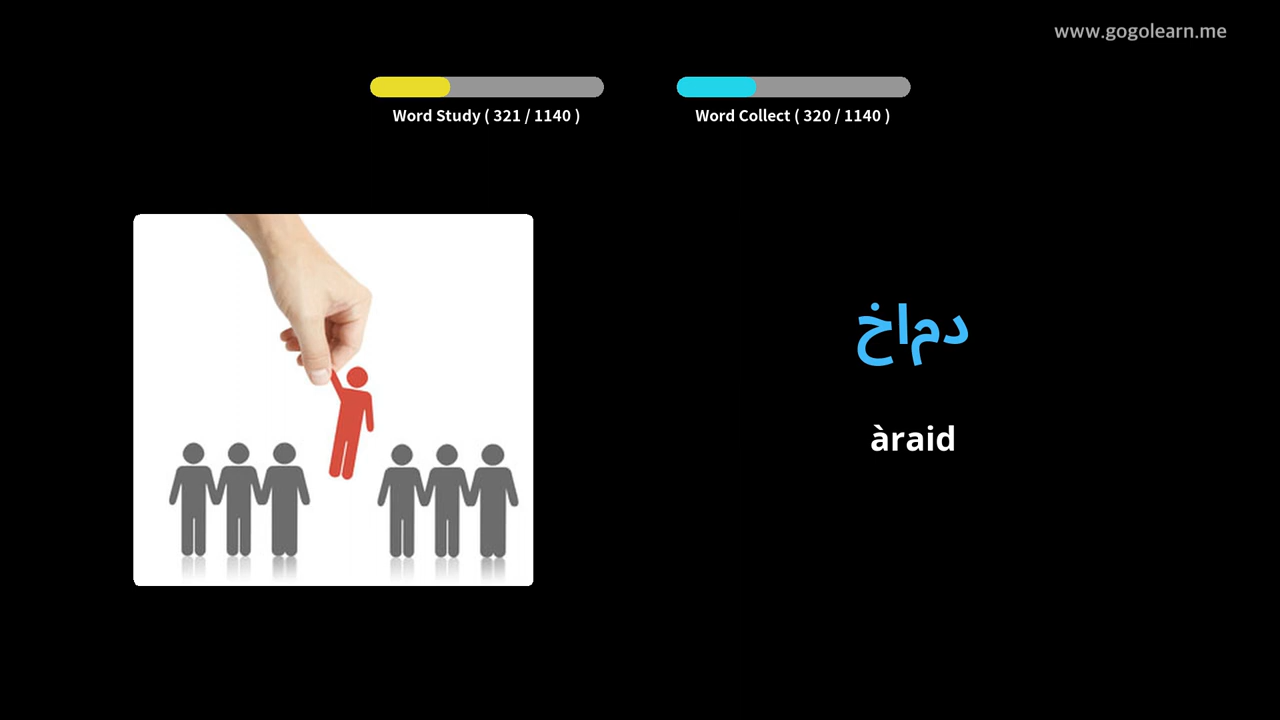 www.gogolearn.me
Word Study ( 321 / 1140 )
Word Collect ( 320 / 1140 )
دماخ
àraid